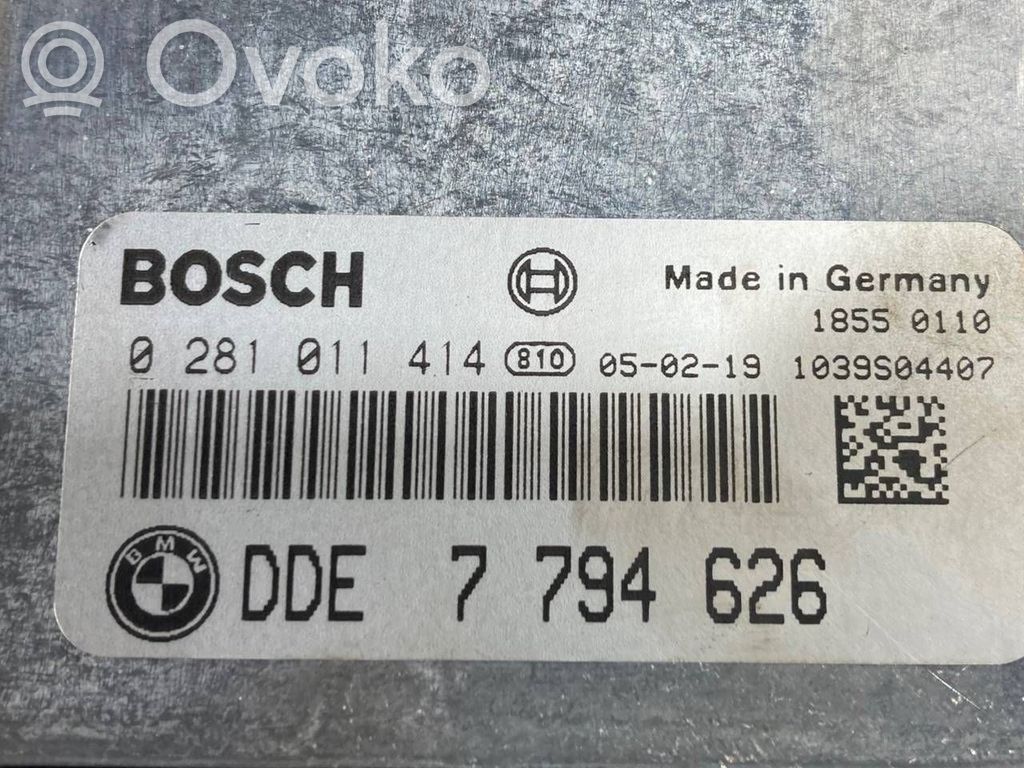 Ovoko
BOSCH
Made in Germany
1855 0110
0 281 011 414 810 05-02-19 1039S04407
BMW DDE 7 794 626